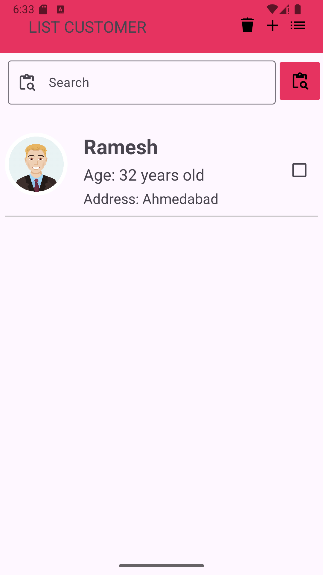 6:33
LIST CUSTOMER
Search
Ramesh
Age: 32 years old
Address: Ahmedabad